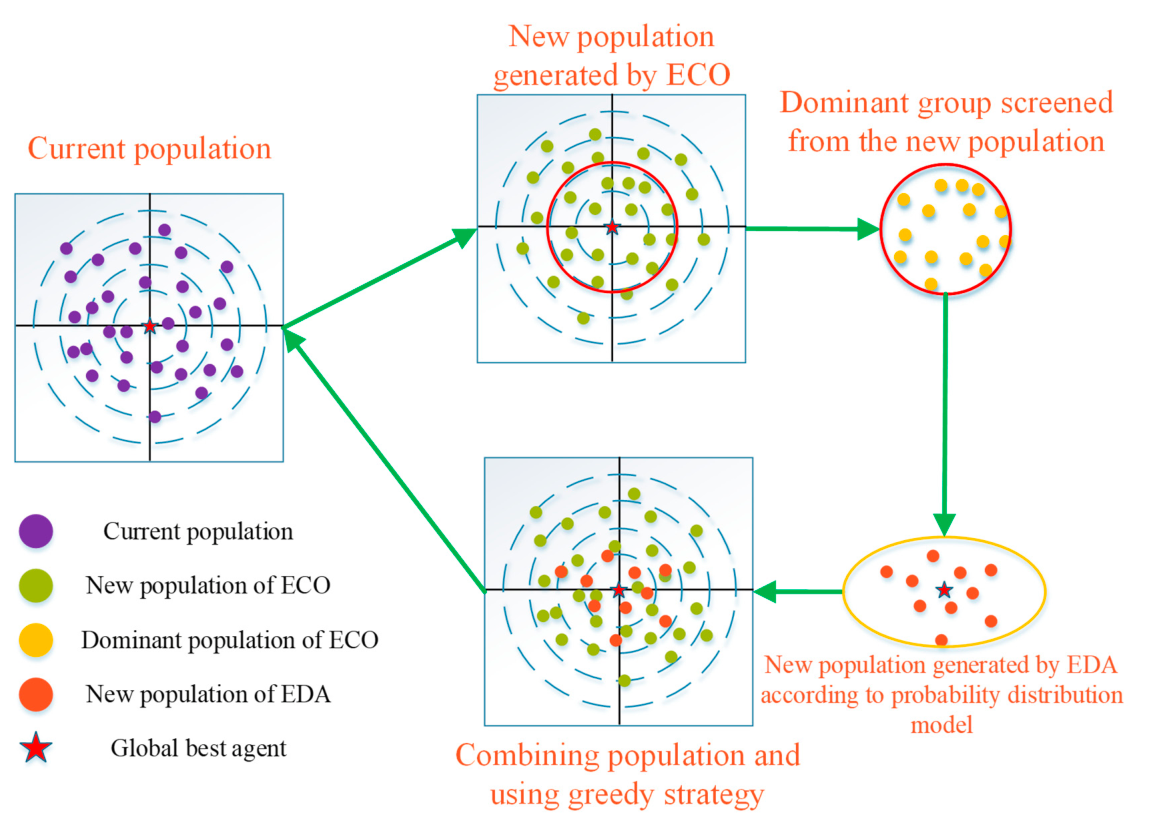 New population
generated by ECO
Dominant group screened
from the new population
Current population
Current population
New population of ECO
Dominant population of ECO
New population of EDA
Global best agent
New population generated by EDA
according to probability distribution
model
Combining population and
using greedy strategy